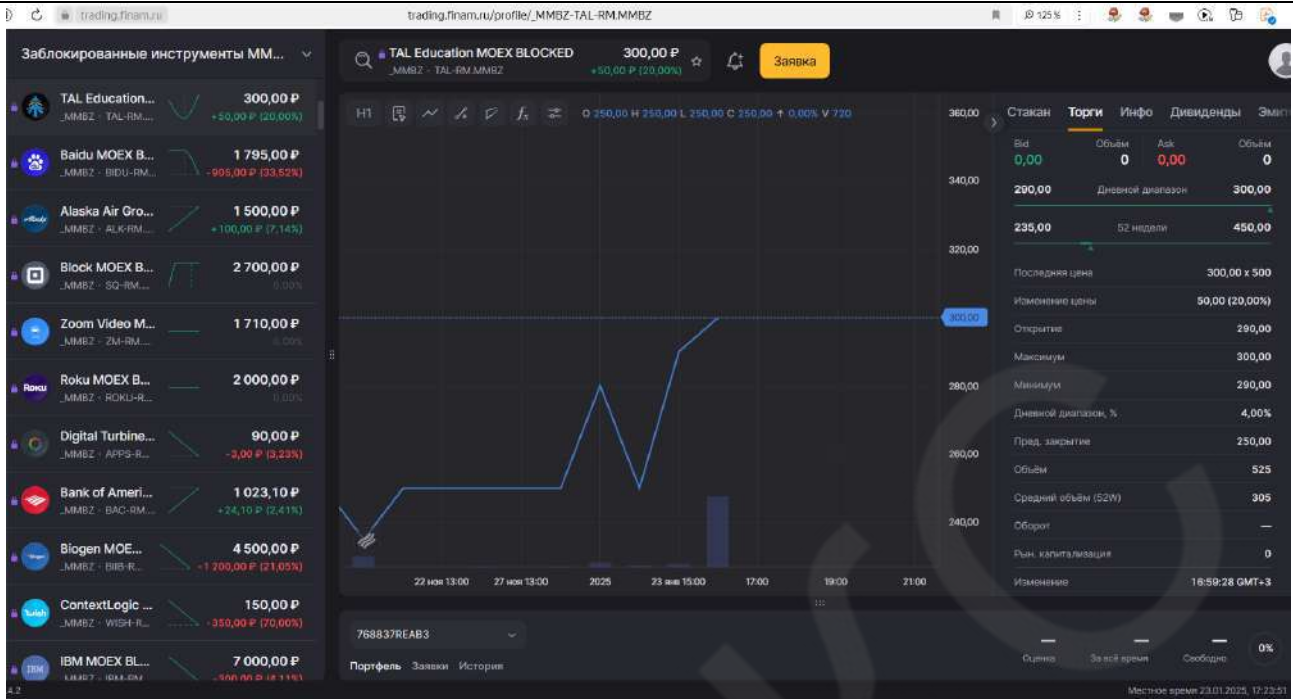 trading.finam.ru
trading.finam.ru/profile/_MMBZ-TAL-RM.MMBZ
125 %
Заблокированные инструменты ММ...
TAL Education MOEX BLOCKED
_MMBZ · TAL-RM.MMBZ
300,00 ₽
+50,00 ₽ (20,00%)
Заявка
TAL Education...
300,00 ₽
_MMBZ · TAL-RM....
+50,00 ₽ (20,00%)
Baidu MOEX B...
1 795,00 ₽
_MMBZ · BIDU-RM...
-905,00 ₽ (33,52%)
Alaska Air Gro...
1 500,00 ₽
_MMBZ · ALK-RM....
+100,00 ₽ (7,14%)
Block MOEX B...
2 700,00 ₽
_MMBZ · SQ-RM....
0,00%
Zoom Video M...
1 710,00 ₽
_MMBZ · ZM-RM....
0,00%
Roku MOEX B...
2 000,00 ₽
_MMBZ · ROKU-R...
0,00%
Digital Turbine...
90,00 ₽
_MMBZ · APPS-R...
-3,00 ₽ (3,23%)
Bank of Ameri...
1 023,10 ₽
_MMBZ · BAC-RM...
+24,10 ₽ (2,41%)
Biogen MOE...
4 500,00 ₽
_MMBZ · BIIB-R...
-1 200,00 ₽ (21,05%)
ContextLogic ...
150,00 ₽
_MMBZ · WISH-R...
-350,00 ₽ (70,00%)
IBM MOEX BL...
7 000,00 ₽
_MMBZ · IBM-RM
-300,00 ₽ (4,11%)
H1
O 250,00 H 250,00 L 250,00 C 250,00 ↑ 0,00% V 720
360,00
340,00
320,00
300,00
280,00
260,00
240,00
22 ноя 13:00 27 ноя 13:00 2025 23 янв 15:00 17:00 19:00 21:00
Стакан Торги Инфо Дивиденды
Bid Объём Ask Объём
0,00 0 0,00 0
290,00 Дневной диапазон 300,00
235,00 52 недели 450,00
Последняя цена 300,00 x 500
Изменение цены 50,00 (20,00%)
Открытие 290,00
Максимум 300,00
Минимум 290,00
Дневной диапазон, % 4,00%
Пред. закрытие 250,00
Объём 525
Средний объём (52W) 305
Оборот —
Рын. капитализация 0
Изменение 16:59:28 GMT+3
768837REAB3
Портфель Заявки История
— — — 0%
Оценка За всё время Свободно
4.2
Местное время 23.01.2025, 17:23:51